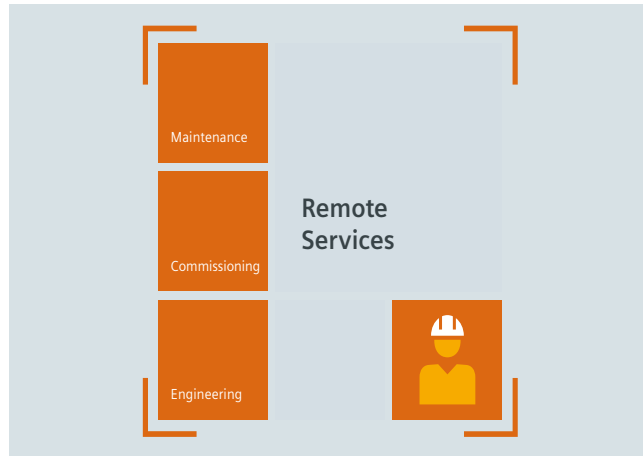 Maintenance
Remote
Services
Commissioning
Engineering